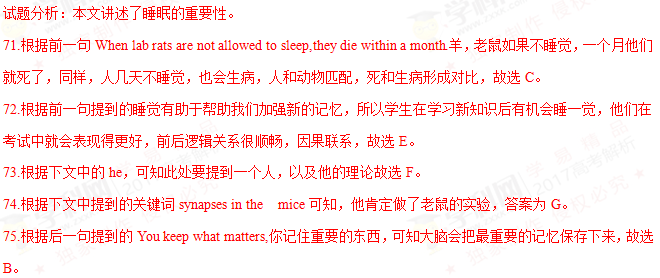 试题分析：本文讲述了睡眠的重要性。
71.根据前一句 When lab rats are not allowed to sleep,they die within a month.羊，老鼠如果不睡觉，一个月他们
就死了，同样，人几天不睡觉，也会生病，人和动物匹配，死和生病形成对比，故选 C。
72.根据前一句提到的睡觉有助于帮助我们加强新的记忆，所以学生在学习新知识后有机会睡一觉，他们在
考试中就会表现得更好，前后逻辑关系很顺畅，因果联系，故选 E。
73.根据下文中的 he，可知此处要提到一个人，以及他的理论故选 F。
74.根据下文中提到的关键词 synapses in the mice 可知，他肯定做了老鼠的实验，答案为 G。
75.根据后一句提到的 You keep what matters,你记住重要的东西，可知大脑会把最重要的记忆保存下来，故选
B。